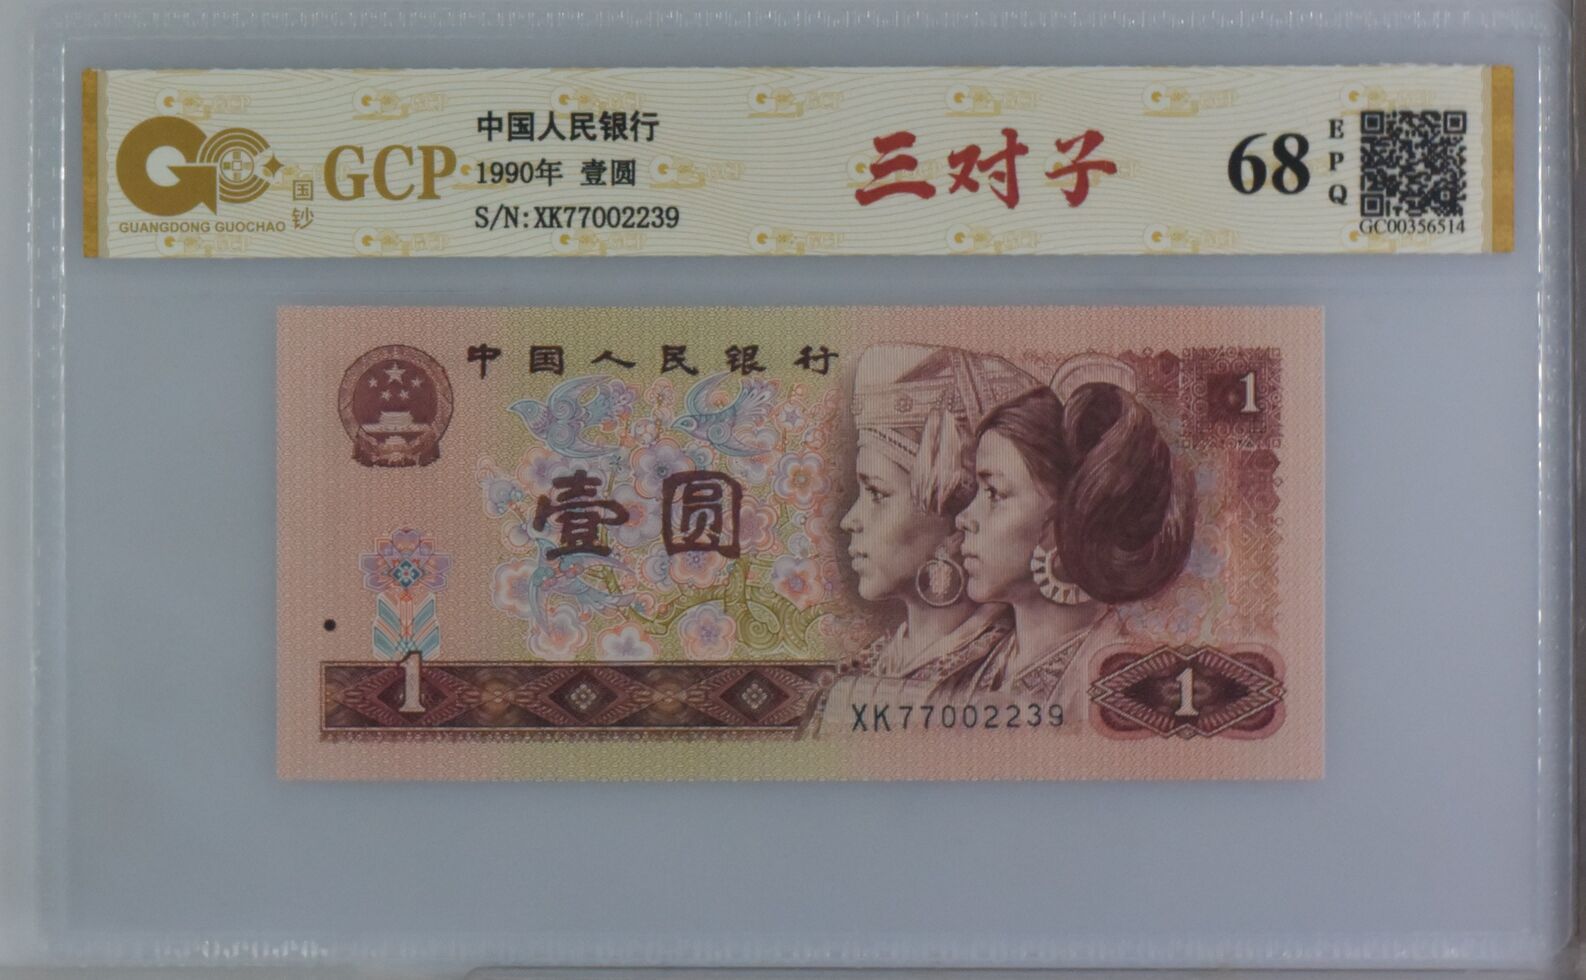 GCP
国钞
GUANGDONG GUOCHAO
中国人民银行
1990年 壹圆
S/N:XK77002239
三对子
68
EPQ
GC00356514
中国人民银行
1
壹圆
1
XK77002239
1